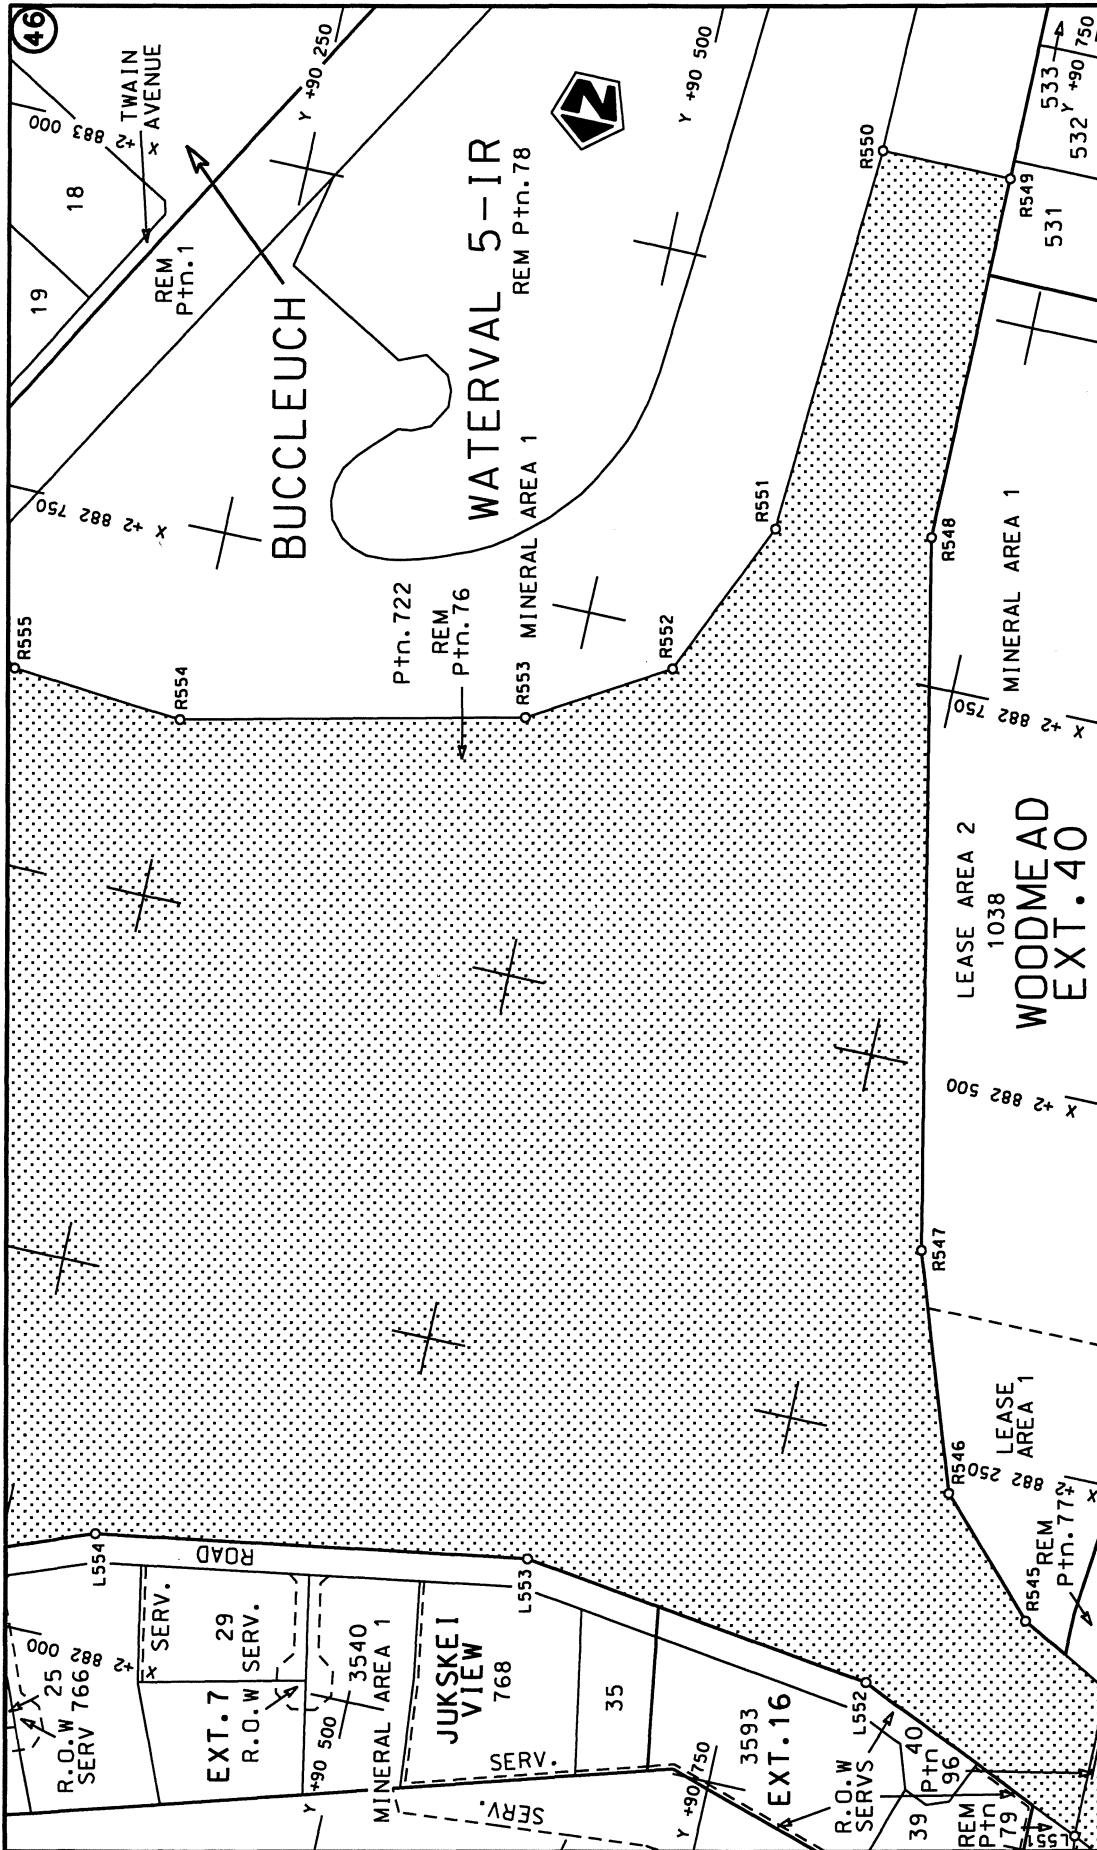 46
TWAIN
AVENUE
X +2 883 000
18
19
REM
Ptn.1
Y +90 250
BUCCLEUCH
X +2 882 750
WATERVAL 5-IR
REM Ptn.78
MINERAL AREA 1
N
Y +90 500
R550
R549
533
532
531
Y +90 750
R551
R548
R552
R553
R554
R555
Ptn.722
REM
Ptn.76
MINERAL AREA 1
X +2 882 750
LEASE AREA 2
1038
WOODMEAD
EXT.40
X +2 882 500
R547
LEASE
AREA 1
R546
X +2 882 250
R545
REM
Ptn.77
L554
ROAD
L553
L552
L551
X +2 882 000
25
R.O.W
SERV 766
SERV.
29
EXT.7
R.O.W SERV.
3540
MINERAL AREA 1
Y +90 500
JUKSKEI
VIEW
768
SERV.
SERV.
35
Y +90 750
3593
EXT.16
R.O.W
SERVS
40
Ptn
96
39
REM
Ptn
79